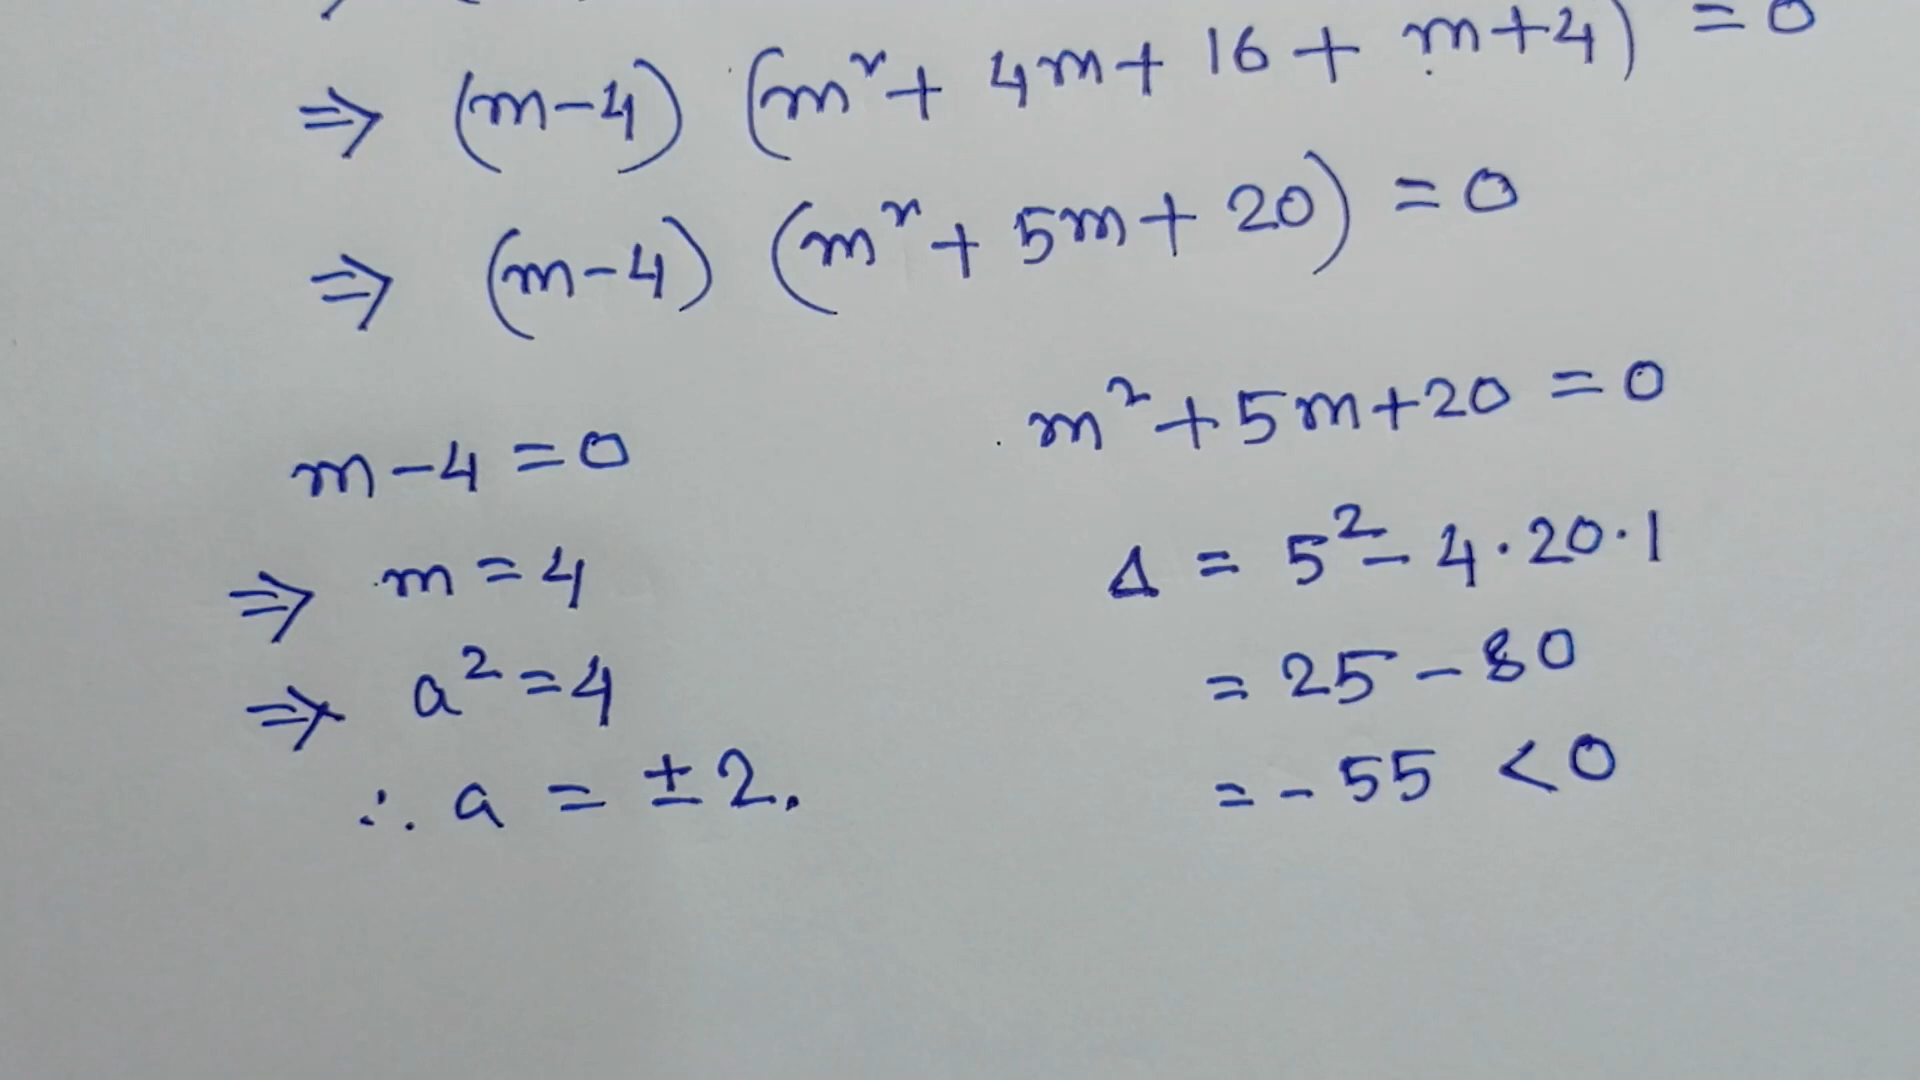 ⇒ (m-4) (m² + 4m + 16 + m+4) = 0
⇒ (m-4) (m² + 5m + 20) = 0
m-4=0
⇒ m=4
⇒ a²=4
∴ a = ±2.
m²+5m+20 =0
Δ = 5²-4·20·1
= 25-80
= -55 <0